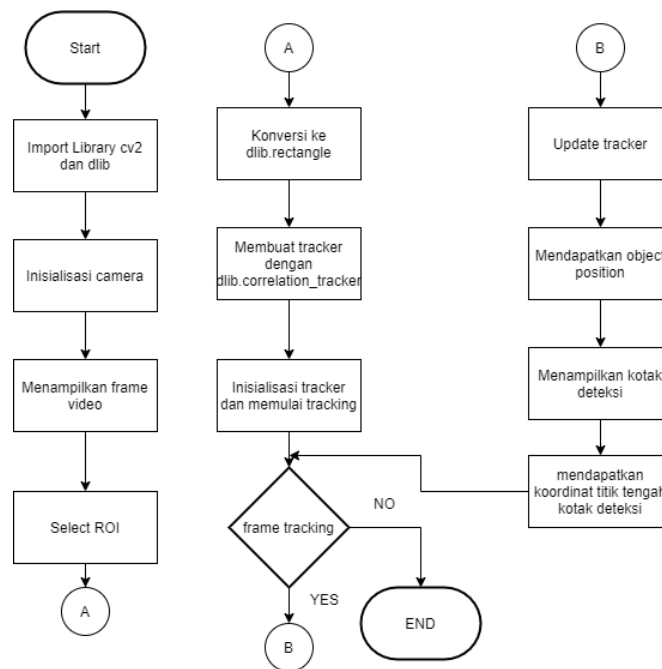 Start
Import Library cv2
dan dlib
Inisialisasi camera
Menampilkan frame
video
Select ROI
A
A
Konversi ke
dlib.rectangle
Membuat tracker
dengan
dlib.correlation_tracker
Inisialisasi tracker
dan memulai tracking
frame tracking
NO
YES
END
B
B
Update tracker
Mendapatkan object
position
Menampilkan kotak
deteksi
mendapatkan
koordinat titik tengah
kotak deteksi